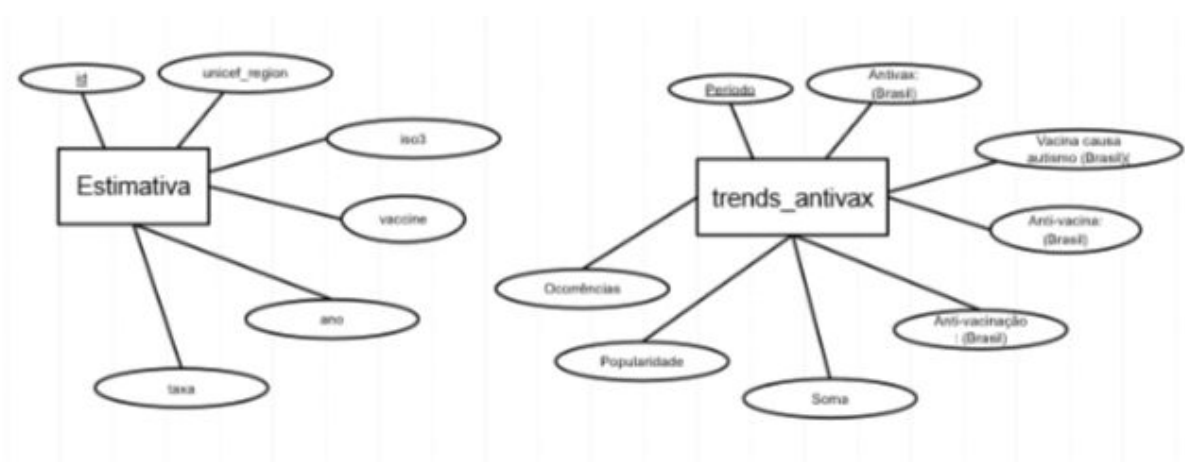 id
unicef_region
iso3
Estimativa
vaccine
ano
taxa
Período
Antivax:
(Brasil)
Vacina causa
autismo (Brasil)(
trends_antivax
Anti-vacina:
(Brasil)
Ocorrências
Anti-vacinação
: (Brasil)
Popularidade
Soma